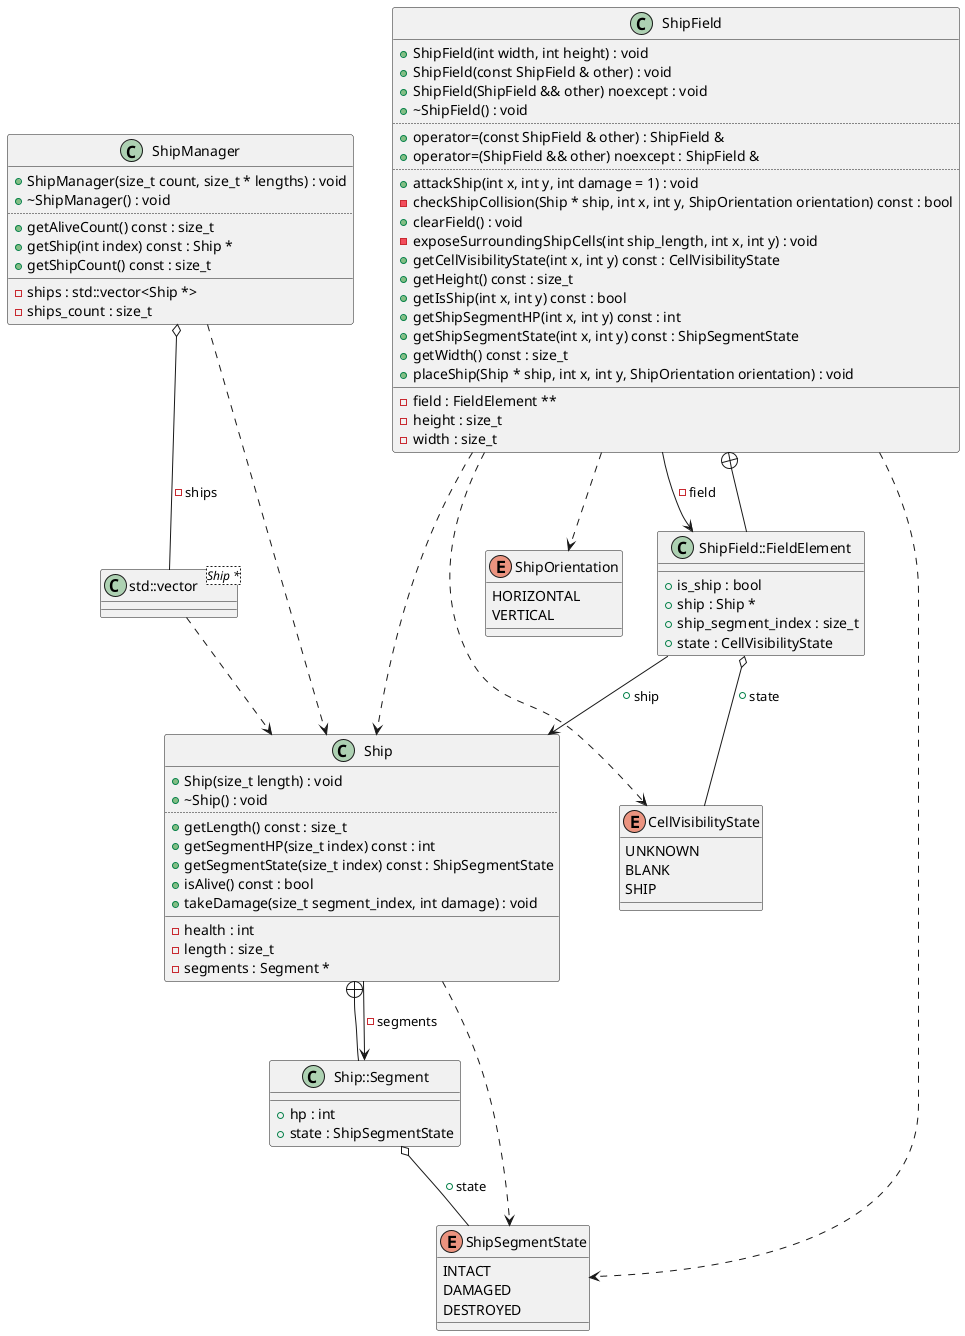 ShipField
ShipField(int width, int height) : void
ShipField(const ShipField & other) : void
ShipField(ShipField && other) noexcept : void
~ShipField() : void
operator=(const ShipField & other) : ShipField &
operator=(ShipField && other) noexcept : ShipField &
attackShip(int x, int y, int damage = 1) : void
checkShipCollision(Ship * ship, int x, int y, ShipOrientation orientation) const : bool
clearField() : void
exposeSurroundingShipCells(int ship_length, int x, int y) : void
getCellVisibilityState(int x, int y) const : CellVisibilityState
getHeight() const : size_t
getIsShip(int x, int y) const : bool
getShipSegmentHP(int x, int y) const : int
getShipSegmentState(int x, int y) const : ShipSegmentState
getWidth() const : size_t
placeShip(Ship * ship, int x, int y, ShipOrientation orientation) : void
field : FieldElement **
height : size_t
width : size_t
ShipManager
ShipManager(size_t count, size_t * lengths) : void
~ShipManager() : void
getAliveCount() const : size_t
getShip(int index) const : Ship *
getShipCount() const : size_t
ships : std::vector<Ship *>
ships_count : size_t
ships
field
std::vector
Ship *
ShipOrientation
HORIZONTAL
VERTICAL
ShipField::FieldElement
is_ship : bool
ship : Ship *
ship_segment_index : size_t
state : CellVisibilityState
ship
state
Ship
Ship(size_t length) : void
~Ship() : void
getLength() const : size_t
getSegmentHP(size_t index) const : int
getSegmentState(size_t index) const : ShipSegmentState
isAlive() const : bool
takeDamage(size_t segment_index, int damage) : void
health : int
length : size_t
segments : Segment *
CellVisibilityState
UNKNOWN
BLANK
SHIP
segments
Ship::Segment
hp : int
state : ShipSegmentState
state
ShipSegmentState
INTACT
DAMAGED
DESTROYED